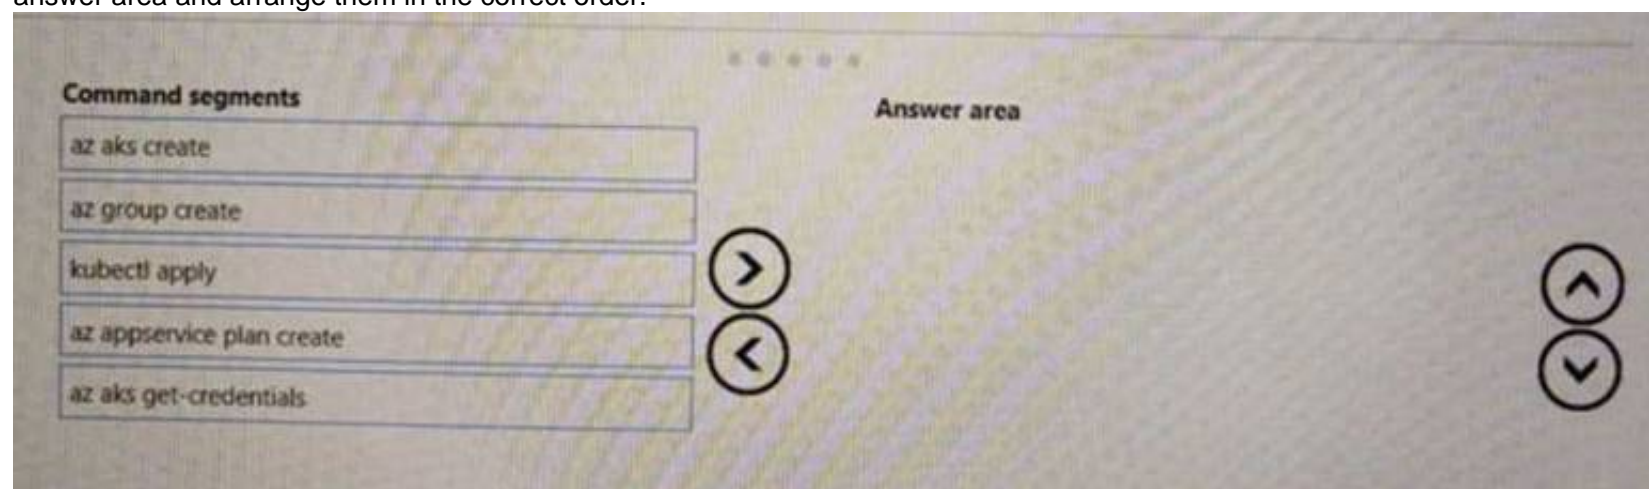 answer area and arrange them in the correct order.
Command segments
Answer area
az aks create
az group create
kubectl apply
az appservice plan create
az aks get-credentials